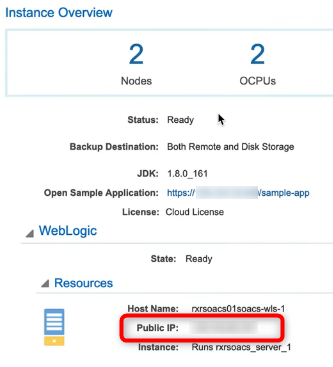 Instance Overview
2 2
Nodes OCPUs
Status: Ready
Backup Destination: Both Remote and Disk Storage
JDK: 1.8.0_161
Open Sample Application: https:// /sample-app
License: Cloud License
WebLogic
State: Ready
Resources
Host Name: rxrsoacs01soacs-wls-1
Public IP:
Instance: Runs rxrsoacs_server_1